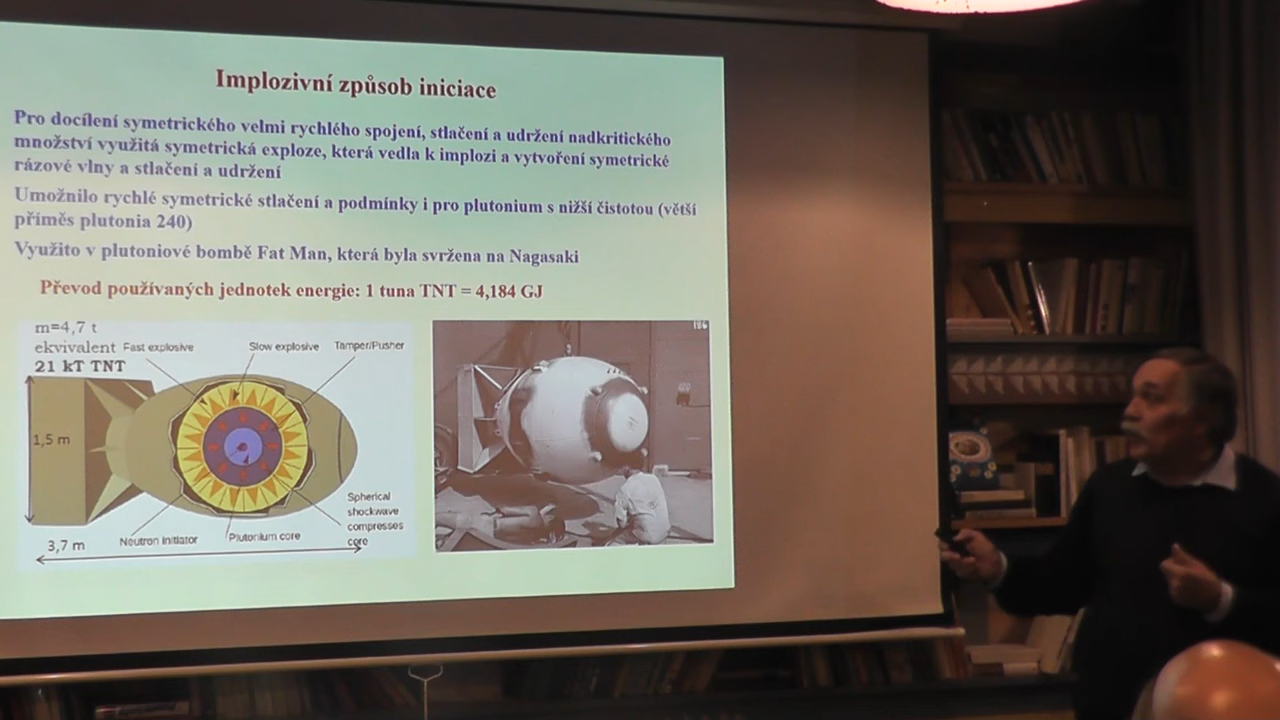 Implozivní způsob iniciace
Pro docílení symetrického velmi rychlého spojení, stlačení a udržení nadkritického
množství využitá symetrická exploze, která vedla k implozi a vytvoření symetrické
rázové vlny a stlačení a udržení
Umožnilo rychlé symetrické stlačení a podmínky i pro plutonium s nižší čistotou (větší
příměs plutonia 240)
Využito v plutoniové bombě Fat Man, která byla svržena na Nagasaki
Převod používaných jednotek energie: 1 tuna TNT = 4,184 GJ
m=4,7 t
ekvivalent
21 kT TNT
Fast explosive
Slow explosive
Tamper/Pusher
1,5 m
Spherical
shockwave
compresses
core
Neutron initiator
Plutonium core
3,7 m